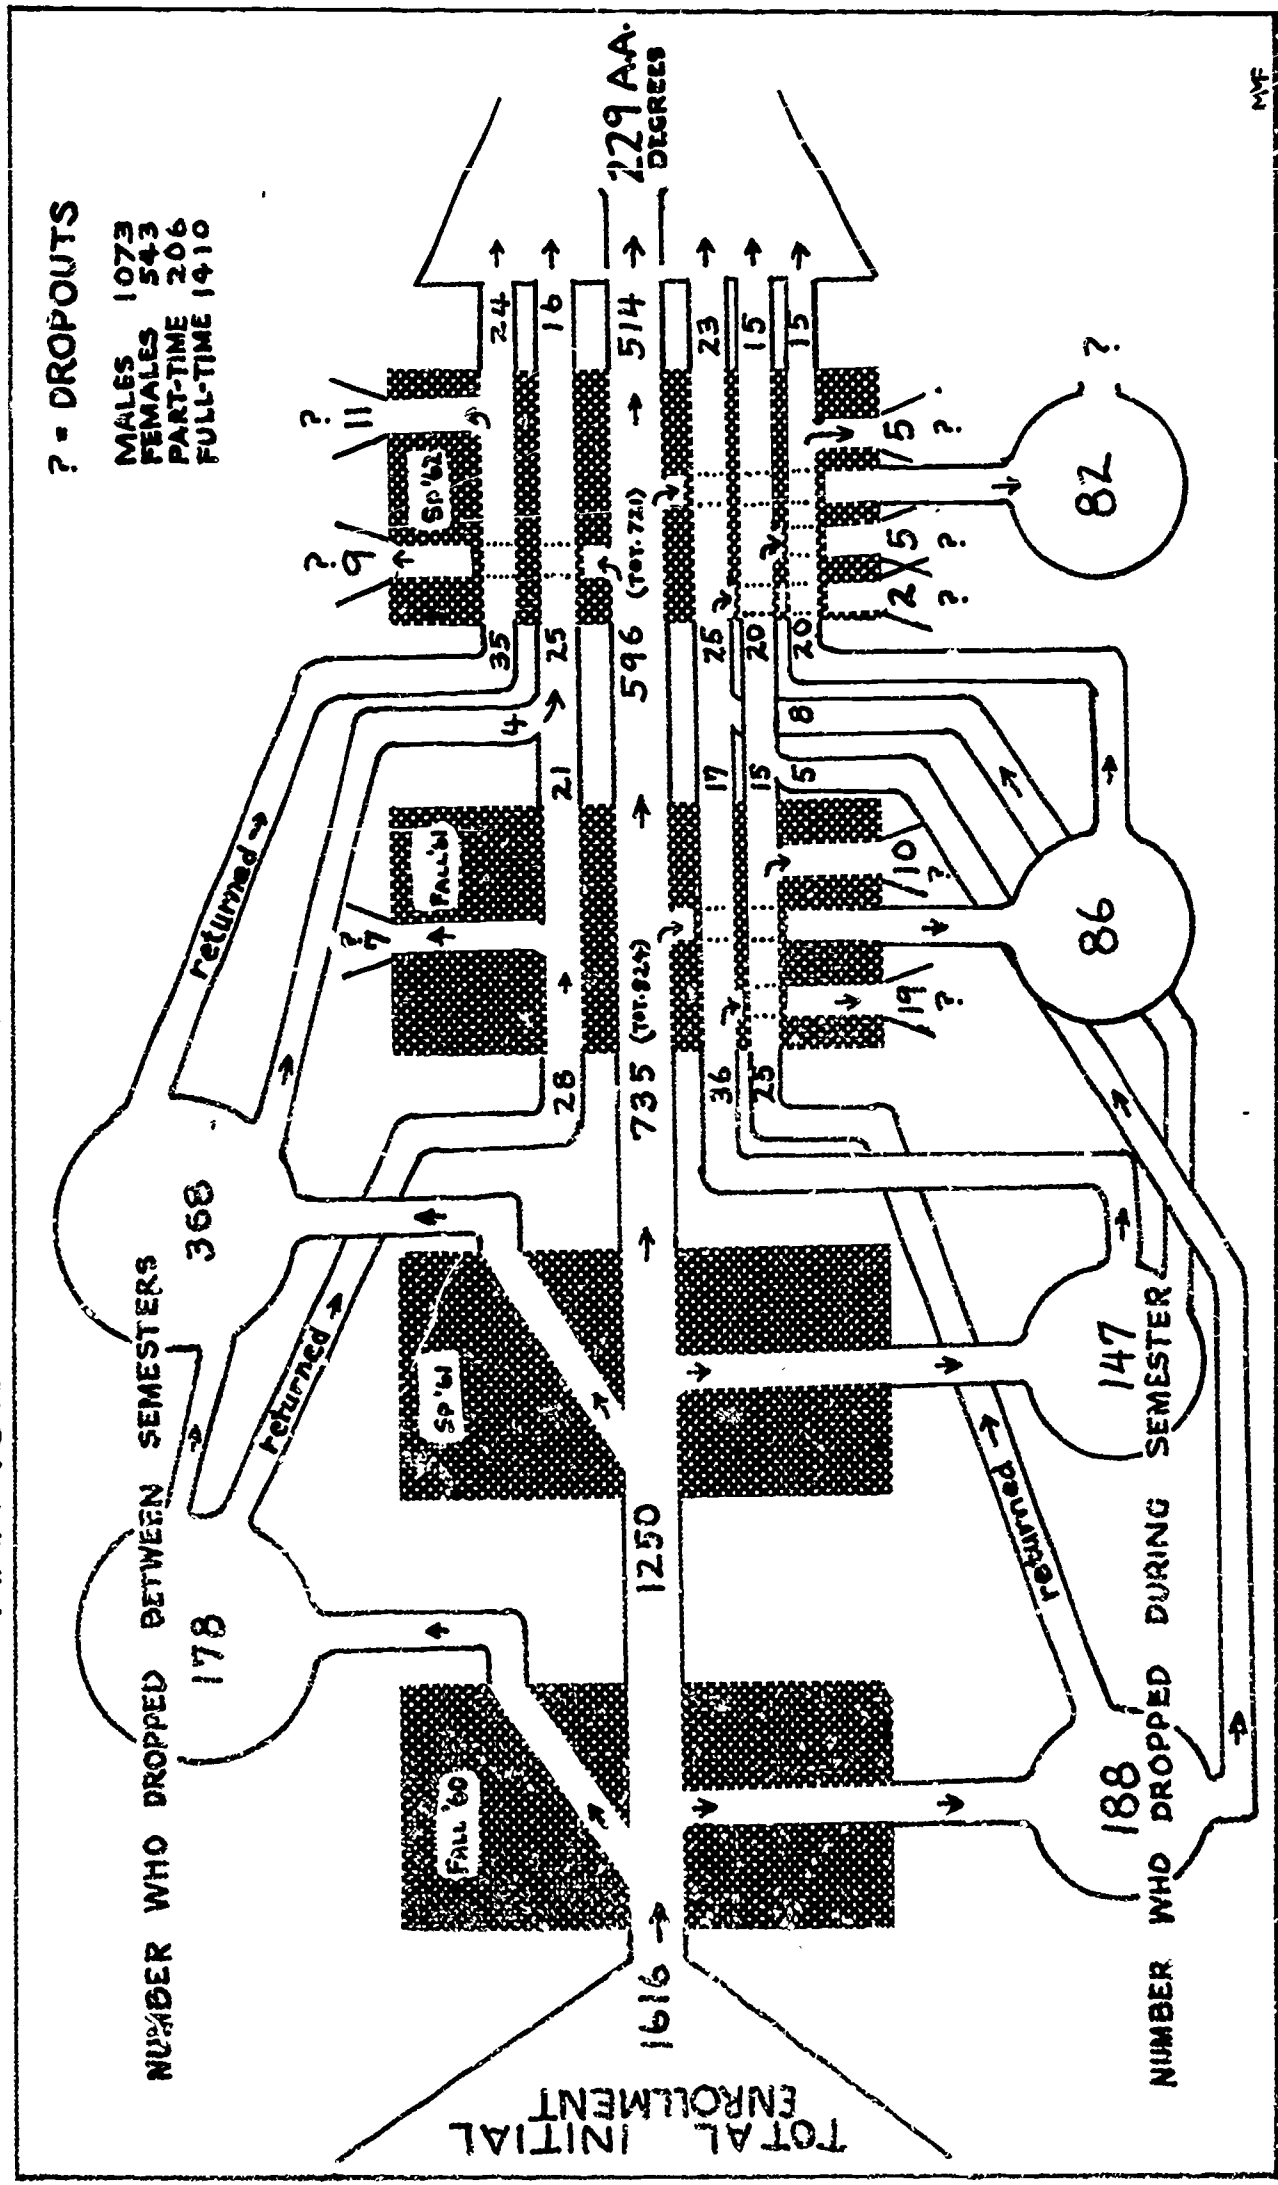 ? = DROPOUTS
MALES 1073
FEMALES 543
PART-TIME 206
FULL-TIME 1410
NUMBER WHO DROPPED BETWEEN SEMESTERS
178
368
returned
returned
FALL '60
SP '61
FALL '61
SP '62
? 7
? 9
? 11
4
28
21
35
25
24
16
TOTAL INITIAL
ENROLLMENT
1616
1250
735 (TOT. 824)
596 (TOT. 721)
514
229 A.A.
DEGREES
36
25
17
15
25
20
20
23
15
15
5
8
19 ?
10 ?
2 ?
5 ?
5 ?
returned
188
147
86
82
?
NUMBER WHO DROPPED DURING SEMESTER
MVF